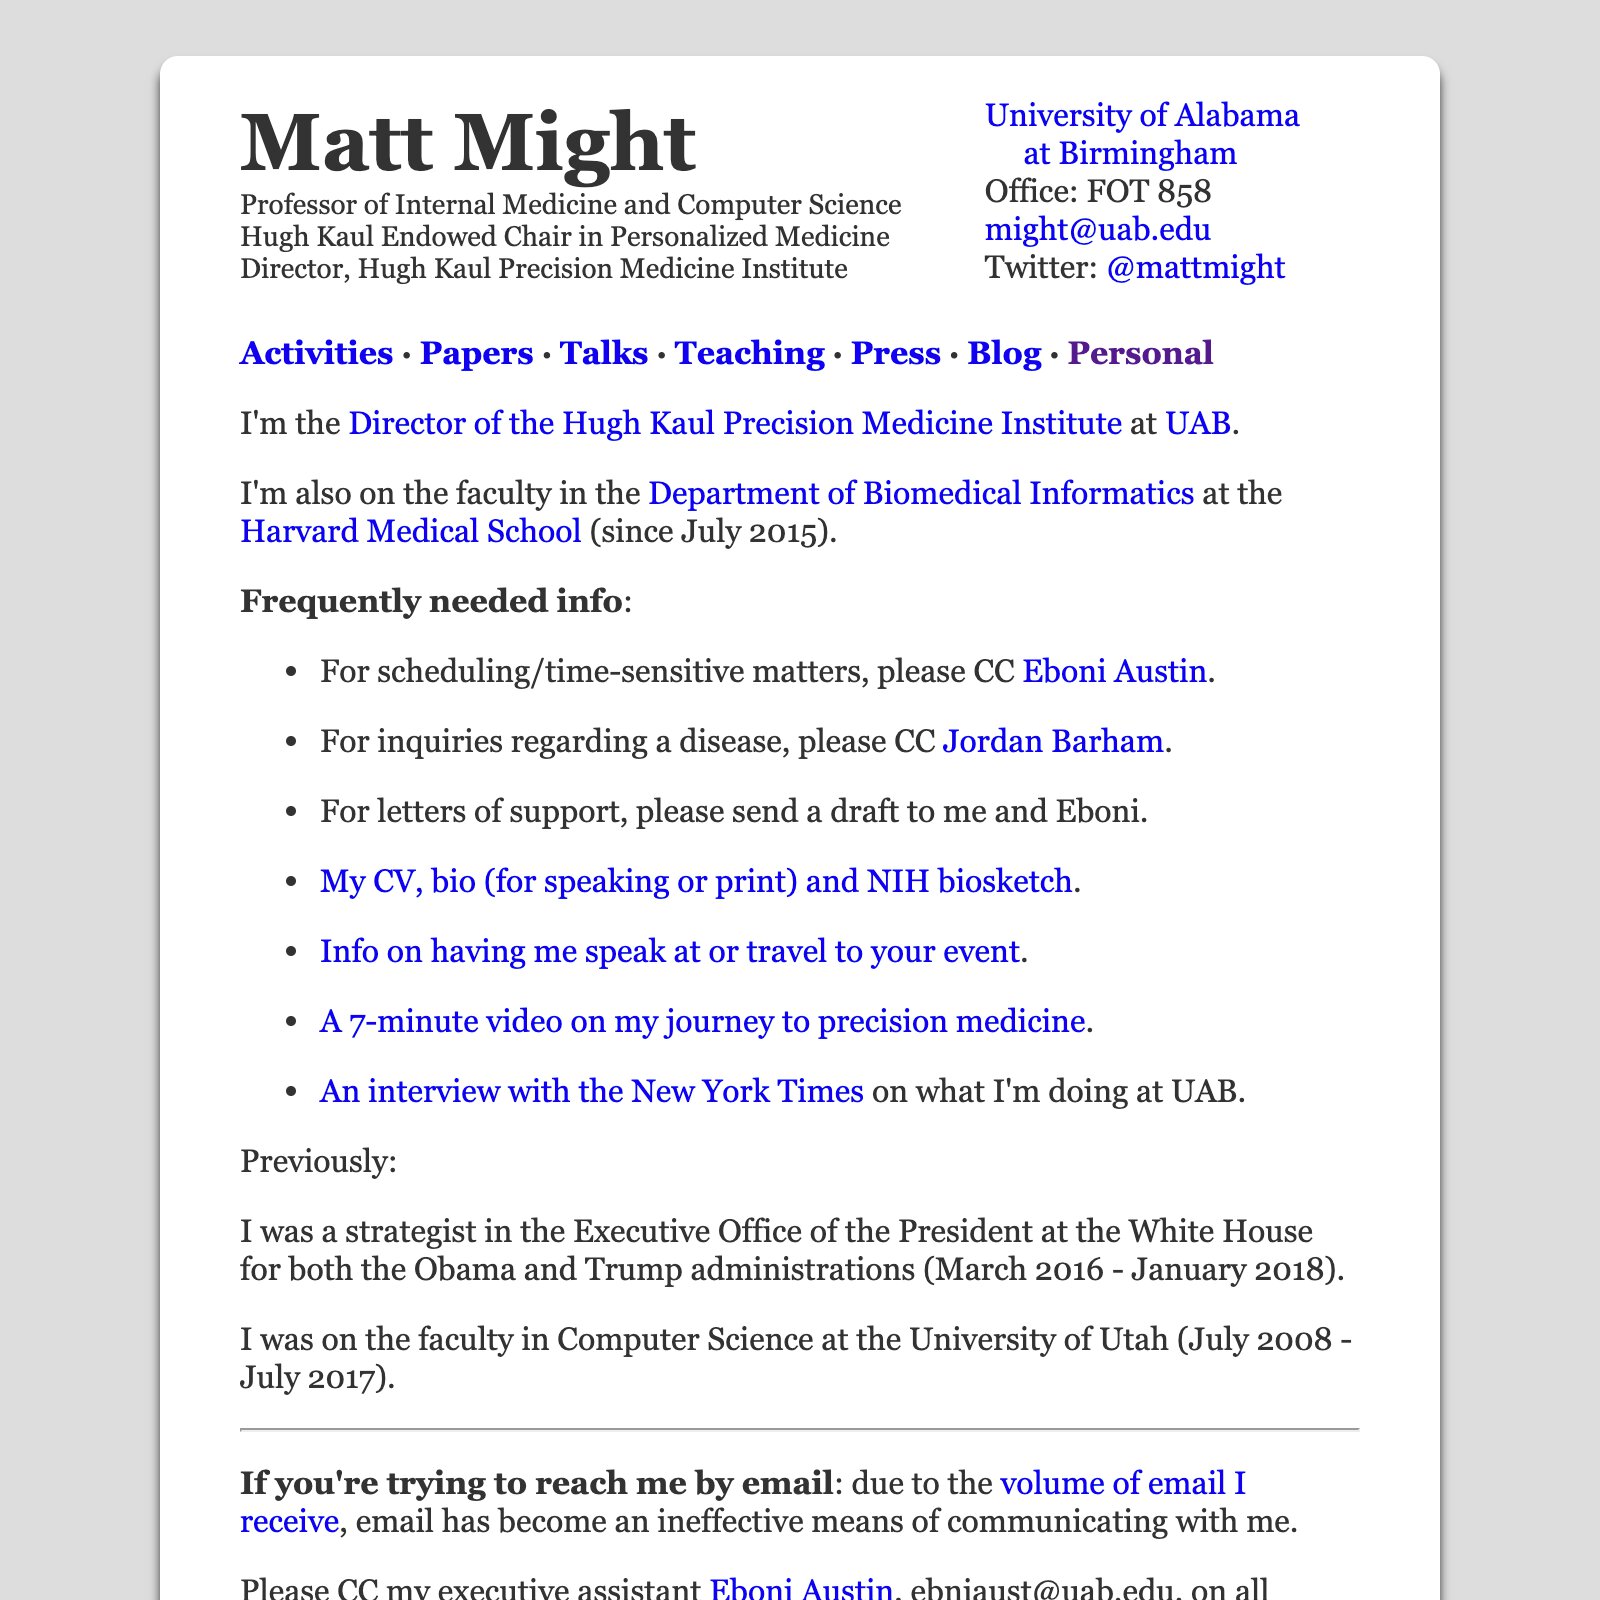 Matt Might
Professor of Internal Medicine and Computer Science
Hugh Kaul Endowed Chair in Personalized Medicine
Director, Hugh Kaul Precision Medicine Institute
University of Alabama
at Birmingham
Office: FOT 858
might@uab.edu
Twitter: @mattmight
Activities · Papers · Talks · Teaching · Press · Blog · Personal
I'm the Director of the Hugh Kaul Precision Medicine Institute at UAB.
I'm also on the faculty in the Department of Biomedical Informatics at the
Harvard Medical School (since July 2015).
Frequently needed info:
• For scheduling/time-sensitive matters, please CC Eboni Austin.
• For inquiries regarding a disease, please CC Jordan Barham.
• For letters of support, please send a draft to me and Eboni.
• My CV, bio (for speaking or print) and NIH biosketch.
• Info on having me speak at or travel to your event.
• A 7-minute video on my journey to precision medicine.
• An interview with the New York Times on what I'm doing at UAB.
Previously:
I was a strategist in the Executive Office of the President at the White House
for both the Obama and Trump administrations (March 2016 - January 2018).
I was on the faculty in Computer Science at the University of Utah (July 2008 -
July 2017).
If you're trying to reach me by email: due to the volume of email I
receive, email has become an ineffective means of communicating with me.
Please CC my executive assistant Eboni Austin, ebniaust@uab.edu, on all